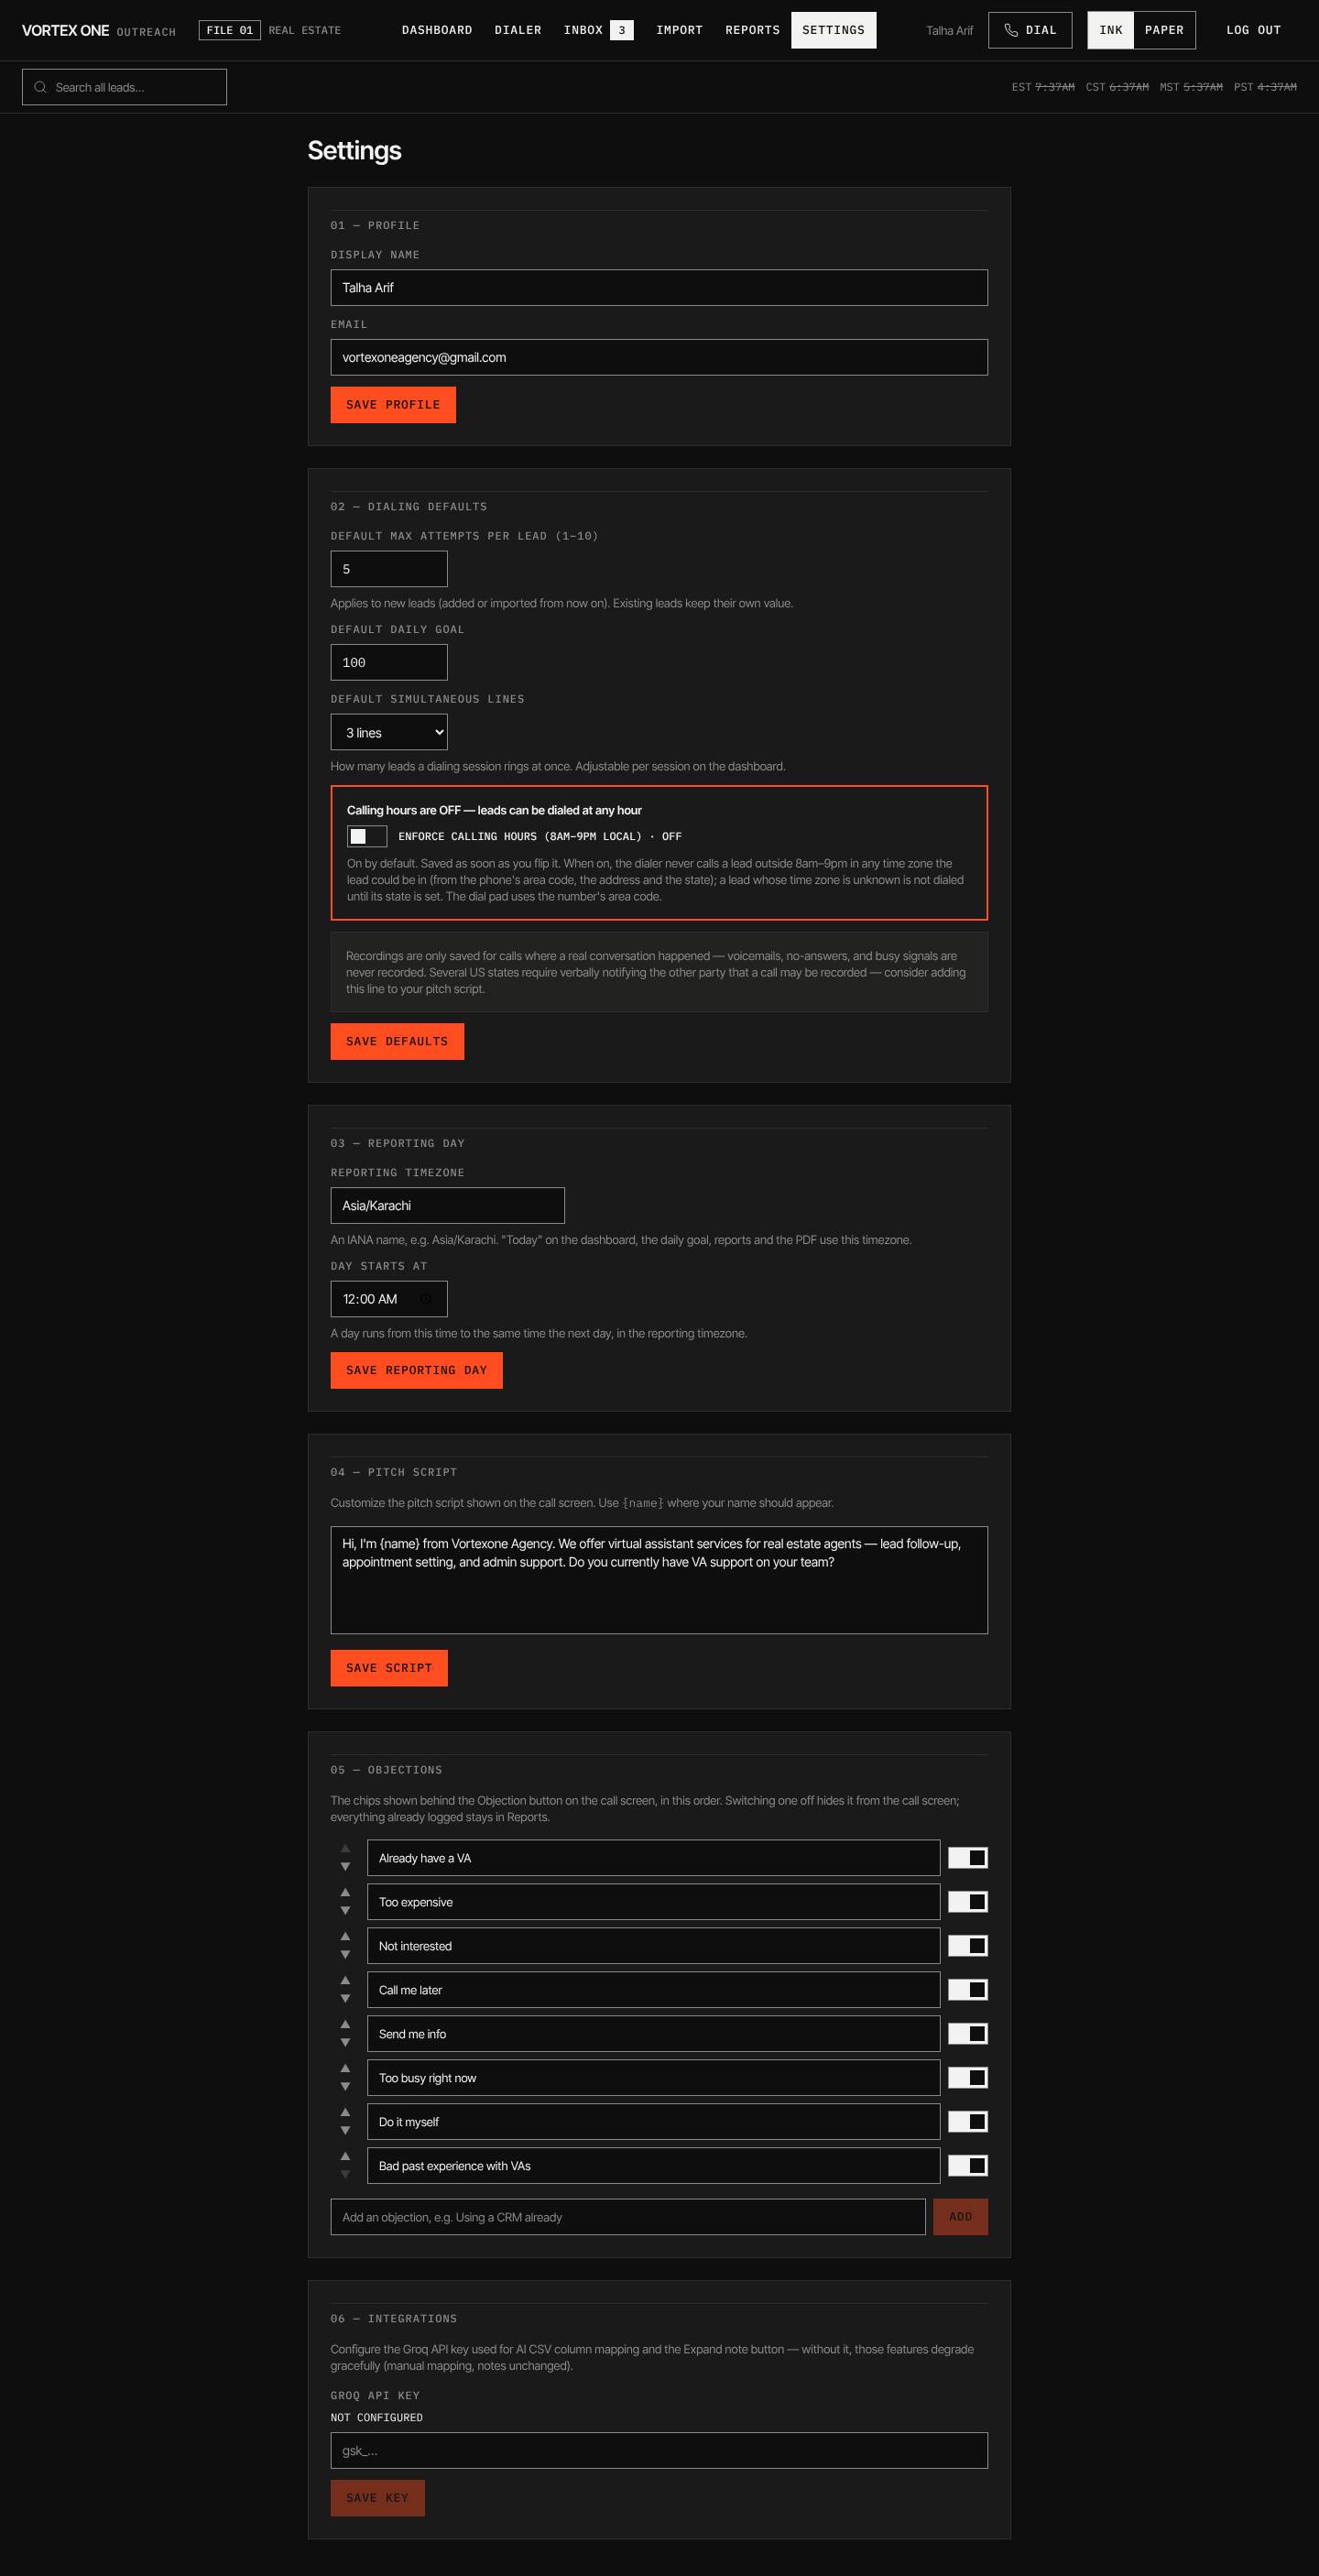 VORTEX ONE OUTREACH FILE 01 REAL ESTATE DASHBOARD DIALER INBOX 3 IMPORT REPORTS SETTINGS Talha Arif DIAL INK PAPER LOG OUT
Search all leads... EST 7:37AM CST 6:37AM MST 5:37AM PST 4:37AM
Settings
01 — PROFILE
DISPLAY NAME
Talha Arif
EMAIL
vortexoneagency@gmail.com
SAVE PROFILE
02 — DIALING DEFAULTS
DEFAULT MAX ATTEMPTS PER LEAD (1–10)
5
Applies to new leads (added or imported from now on). Existing leads keep their own value.
DEFAULT DAILY GOAL
100
DEFAULT SIMULTANEOUS LINES
3 lines
How many leads a dialing session rings at once. Adjustable per session on the dashboard.
Calling hours are OFF — leads can be dialed at any hour
ENFORCE CALLING HOURS (8AM–9PM LOCAL) · OFF
On by default. Saved as soon as you flip it. When on, the dialer never calls a lead outside 8am–9pm in any time zone the
lead could be in (from the phone's area code, the address and the state); a lead whose time zone is unknown is not dialed
until its state is set. The dial pad uses the number's area code.
Recordings are only saved for calls where a real conversation happened — voicemails, no-answers, and busy signals are
never recorded. Several US states require verbally notifying the other party that a call may be recorded — consider adding
this line to your pitch script.
SAVE DEFAULTS
03 — REPORTING DAY
REPORTING TIMEZONE
Asia/Karachi
An IANA name, e.g. Asia/Karachi. "Today" on the dashboard, the daily goal, reports and the PDF use this timezone.
DAY STARTS AT
12:00 AM
A day runs from this time to the same time the next day, in the reporting timezone.
SAVE REPORTING DAY
04 — PITCH SCRIPT
Customize the pitch script shown on the call screen. Use {name} where your name should appear.
Hi, I'm {name} from Vortexone Agency. We offer virtual assistant services for real estate agents — lead follow-up,
appointment setting, and admin support. Do you currently have VA support on your team?
SAVE SCRIPT
05 — OBJECTIONS
The chips shown behind the Objection button on the call screen, in this order. Switching one off hides it from the call screen;
everything already logged stays in Reports.
Already have a VA
Too expensive
Not interested
Call me later
Send me info
Too busy right now
Do it myself
Bad past experience with VAs
Add an objection, e.g. Using a CRM already ADD
06 — INTEGRATIONS
Configure the Groq API key used for AI CSV column mapping and the Expand note button — without it, those features degrade
gracefully (manual mapping, notes unchanged).
GROQ API KEY
NOT CONFIGURED
gsk_...
SAVE KEY